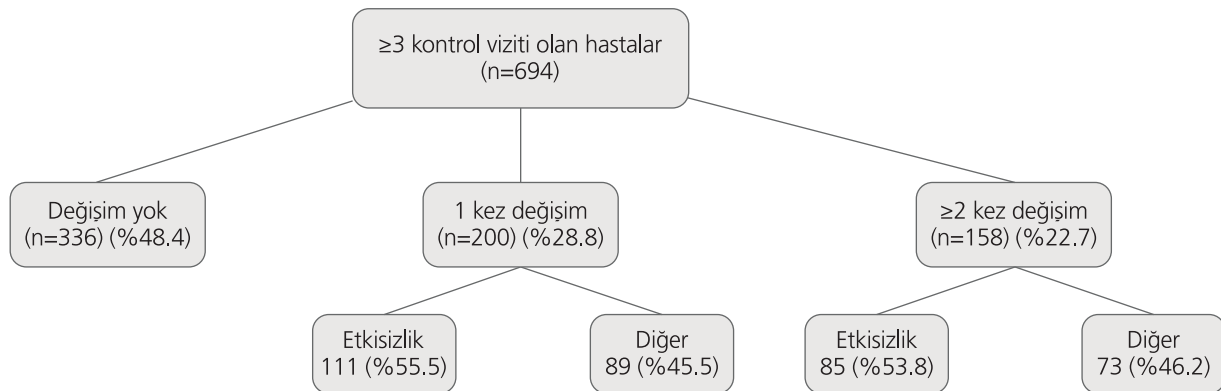 ≥3 kontrol viziti olan hastalar
(n=694)
Değişim yok
(n=336) (%48.4)
1 kez değişim
(n=200) (%28.8)
≥2 kez değişim
(n=158) (%22.7)
Etkisizlik
111 (%55.5)
Diğer
89 (%45.5)
Etkisizlik
85 (%53.8)
Diğer
73 (%46.2)